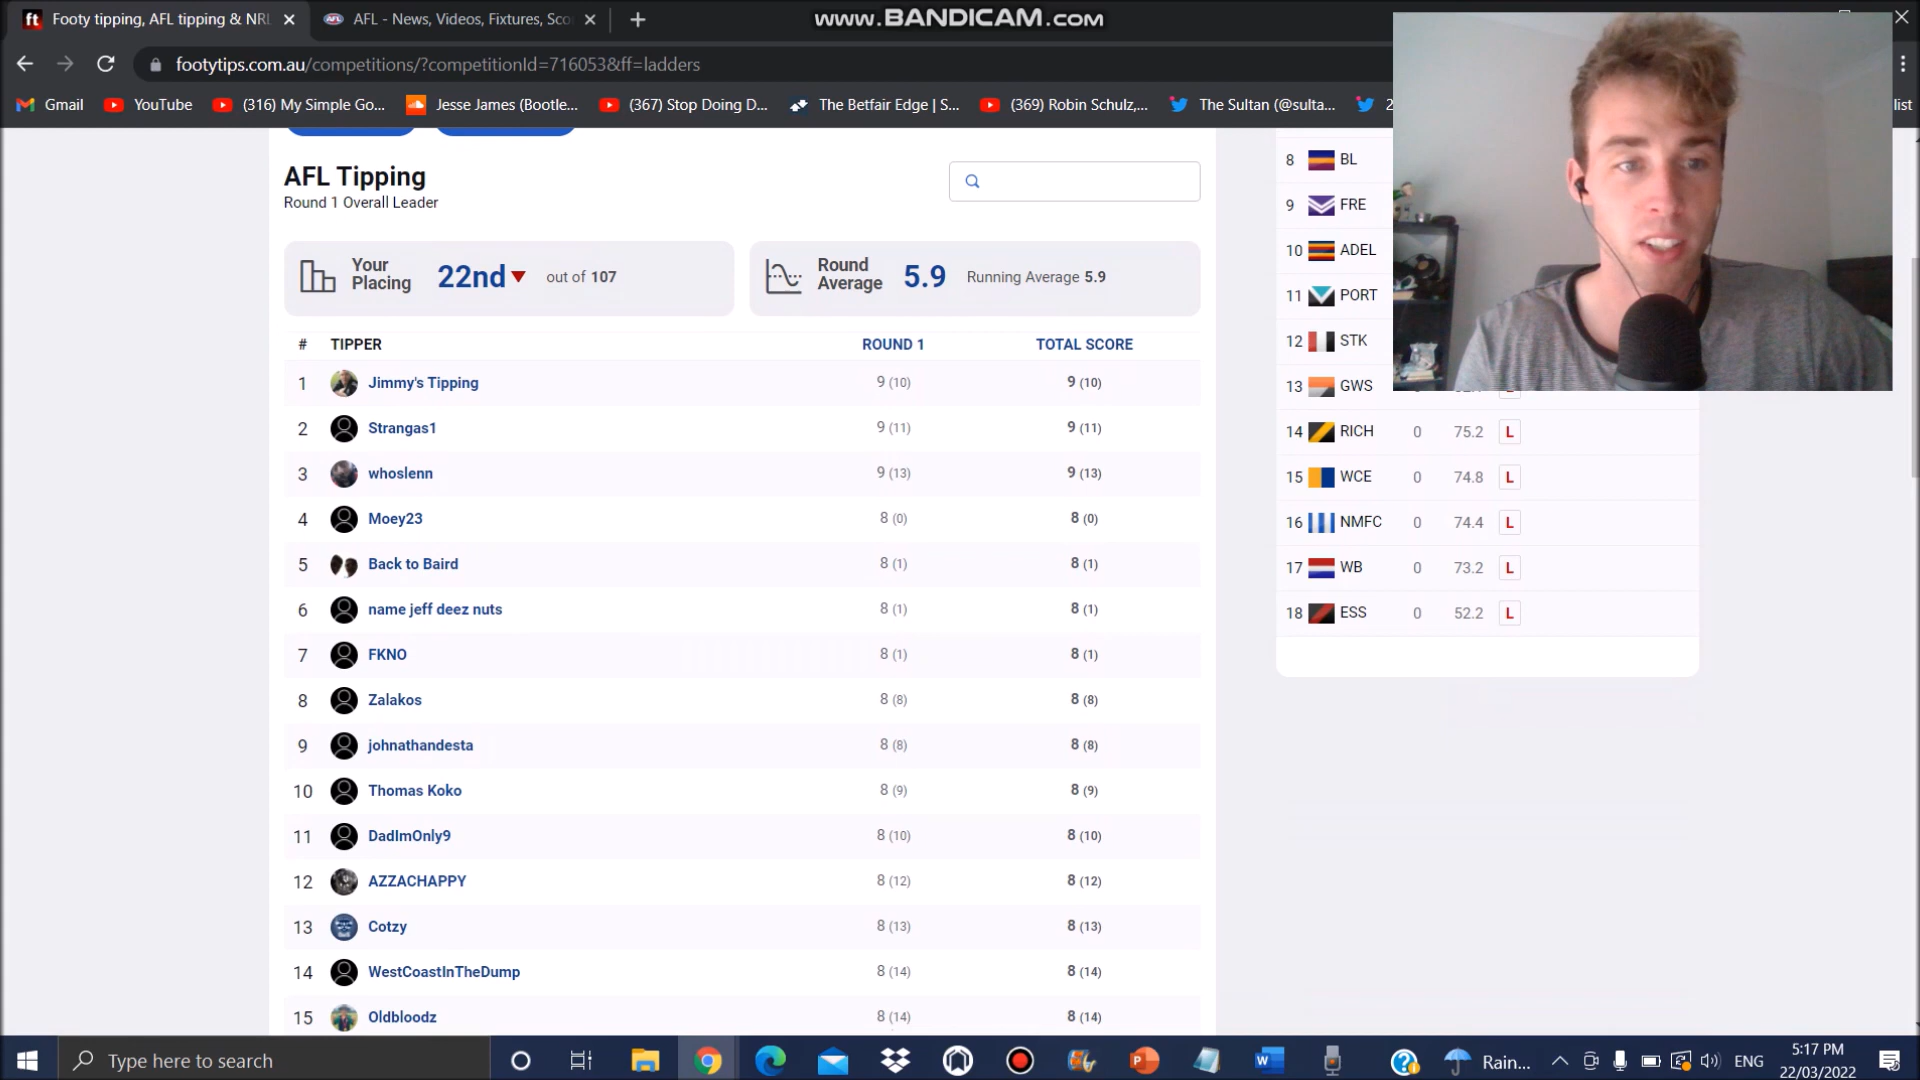 Footy tipping, AFL tipping & NRL
AFL - News, Videos, Fixtures, Sco
www.BANDICAM.com
footytips.com.au/competitions/?competitionId=716053&ff=ladders
Gmail
YouTube
(316) My Simple Go...
Jesse James (Bootle...
(367) Stop Doing D...
The Betfair Edge | S...
(369) Robin Schulz,...
The Sultan (@sulta...
2
list
AFL Tipping
Round 1 Overall Leader
Your Placing 22nd out of 107
Round Average 5.9 Running Average 5.9
# TIPPER ROUND 1 TOTAL SCORE
1 Jimmy's Tipping 9 (10) 9 (10)
2 Strangas1 9 (11) 9 (11)
3 whoslenn 9 (13) 9 (13)
4 Moey23 8 (0) 8 (0)
5 Back to Baird 8 (1) 8 (1)
6 name jeff deez nuts 8 (1) 8 (1)
7 FKNO 8 (1) 8 (1)
8 Zalakos 8 (8) 8 (8)
9 johnathandesta 8 (8) 8 (8)
10 Thomas Koko 8 (9) 8 (9)
11 DadImOnly9 8 (10) 8 (10)
12 AZZACHAPPY 8 (12) 8 (12)
13 Cotzy 8 (13) 8 (13)
14 WestCoastInTheDump 8 (14) 8 (14)
15 Oldbloodz 8 (14) 8 (14)
8 BL
9 FRE
10 ADEL
11 PORT
12 STK
13 GWS
14 RICH 0 75.2 L
15 WCE 0 74.8 L
16 NMFC 0 74.4 L
17 WB 0 73.2 L
18 ESS 0 52.2 L
Type here to search
Rain...
ENG
5:17 PM
22/03/2022